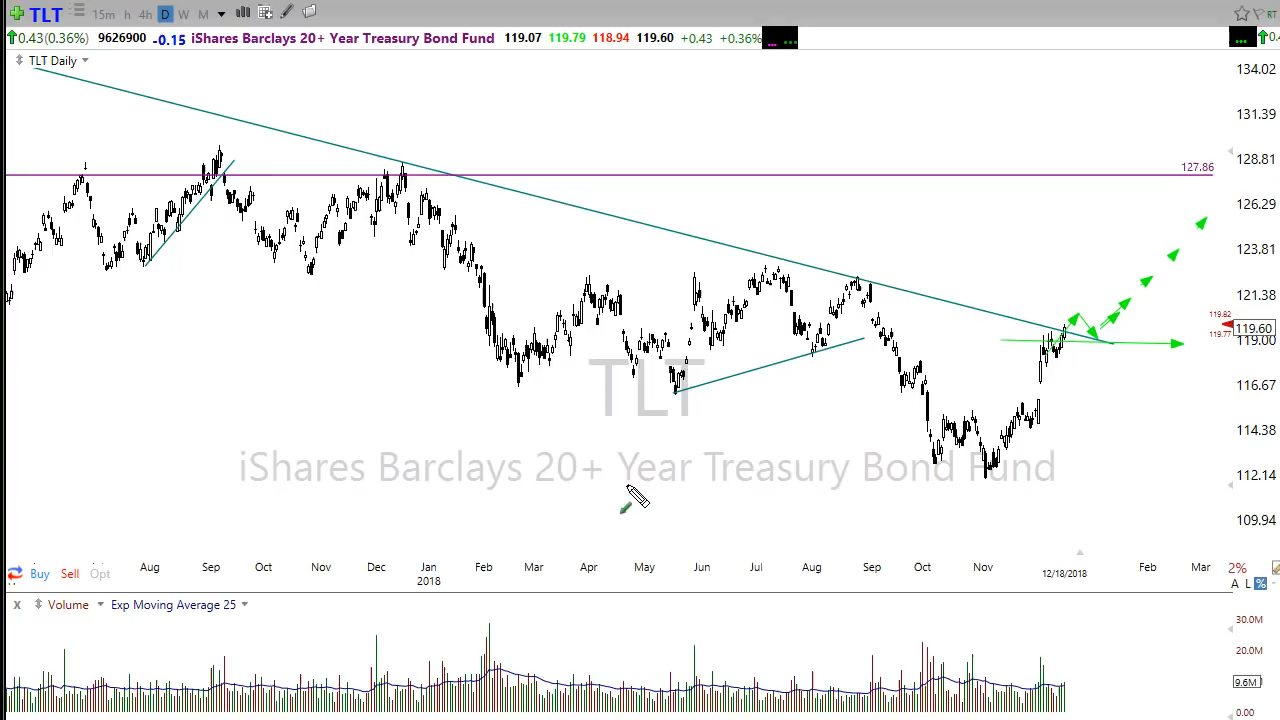 TLT 15m h 4h D W M RT
0.43(0.36%) 9626900 -0.15 iShares Barclays 20+ Year Treasury Bond Fund 119.07 119.79 118.94 119.60 +0.43 +0.36%
TLT Daily
134.02
131.39
128.81
127.86
126.29
123.81
121.38
119.82
119.60
119.77
119.00
116.67
TLT
114.38
iShares Barclays 20+ Year Treasury Bond Fund
112.14
109.94
Aug Sep Oct Nov Dec Jan Feb Mar Apr May Jun Jul Aug Sep Oct Nov 12/18/2018 Feb Mar
2018
Buy Sell Opt
2%
A L %
X Volume Exp Moving Average 25
30.0M
20.0M
9.6M
0.00